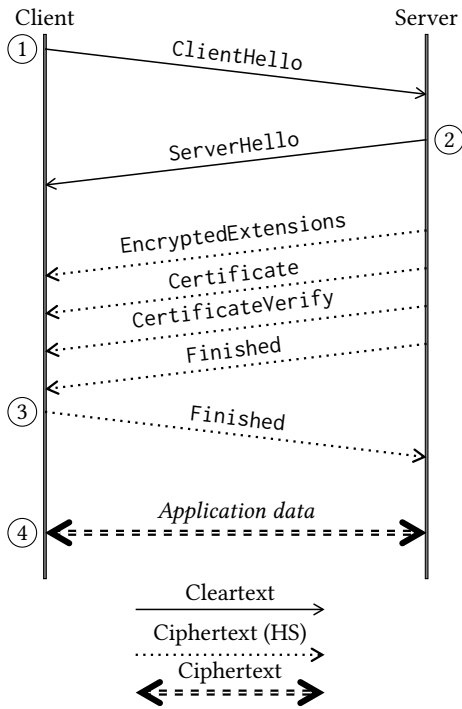 Client Server
1 ClientHello
2
ServerHello
EncryptedExtensions
Certificate
CertificateVerify
Finished
3 Finished
4 Application data
Cleartext
Ciphertext (HS)
Ciphertext